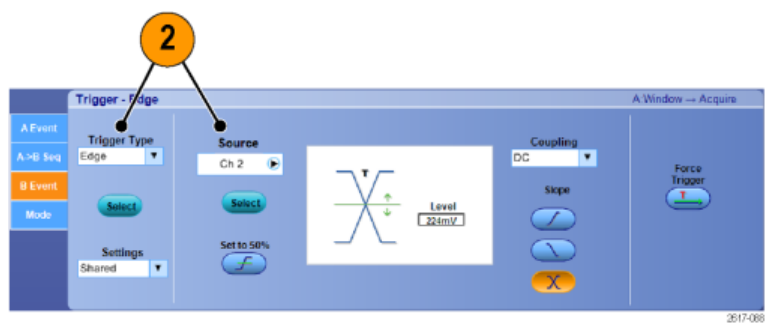 2
Trigger - Edge
A Window → Acquire
A Event
A->B Seq
B Event
Mode
Trigger Type
Edge
Select
Settings
Shared
Source
Ch 2
Select
Set to 50%
T
Level
224mV
Coupling
DC
Slope
Force
Trigger
T
2617-088